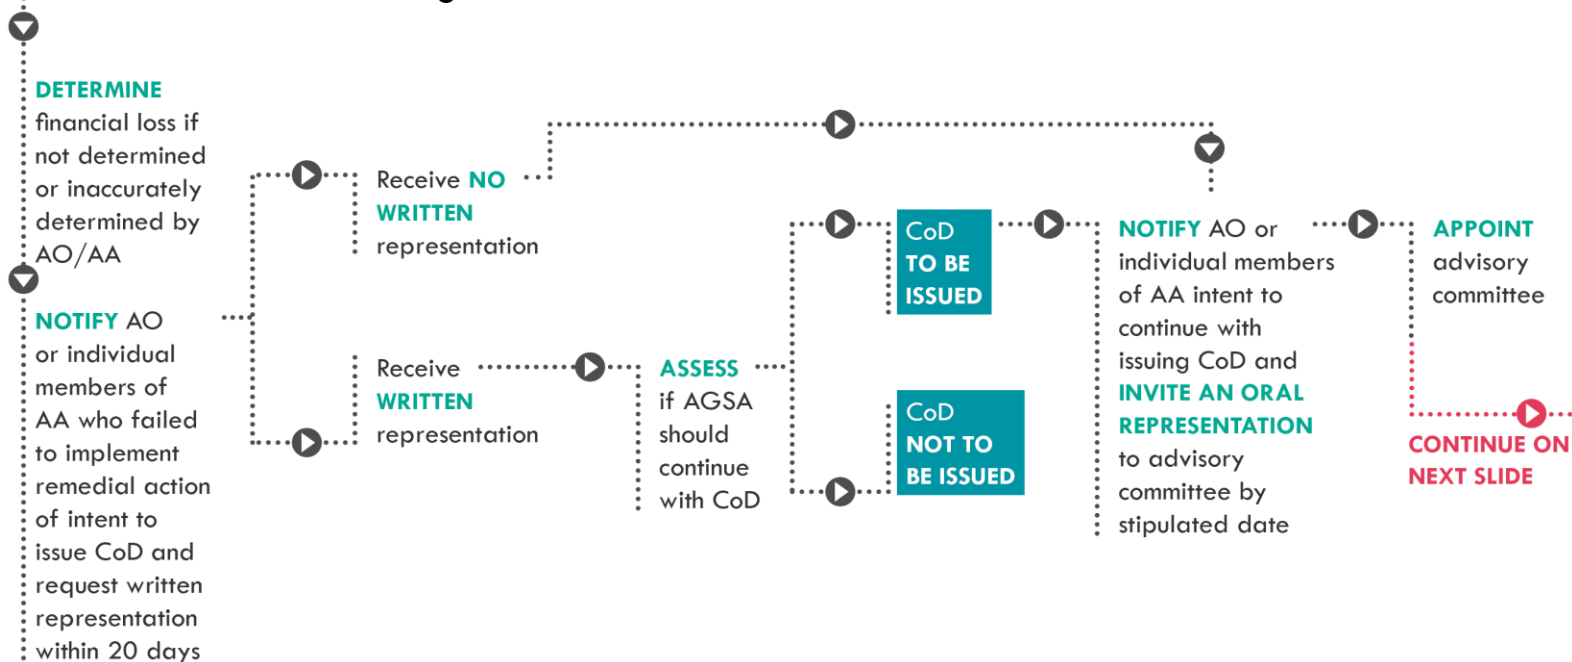 DETERMINE
financial loss if
not determined
or inaccurately
determined by
AO/AA
NOTIFY AO
or individual
members of
AA who failed
to implement
remedial action
of intent to
issue CoD and
request written
representation
within 20 days
Receive NO
WRITTEN
representation
Receive
WRITTEN
representation
ASSESS
if AGSA
should
continue
with CoD
CoD
TO BE
ISSUED
CoD
NOT TO
BE ISSUED
NOTIFY AO or
individual members
of AA intent to
continue with
issuing CoD and
INVITE AN ORAL
REPRESENTATION
to advisory
committee by
stipulated date
APPOINT
advisory
committee
CONTINUE ON
NEXT SLIDE